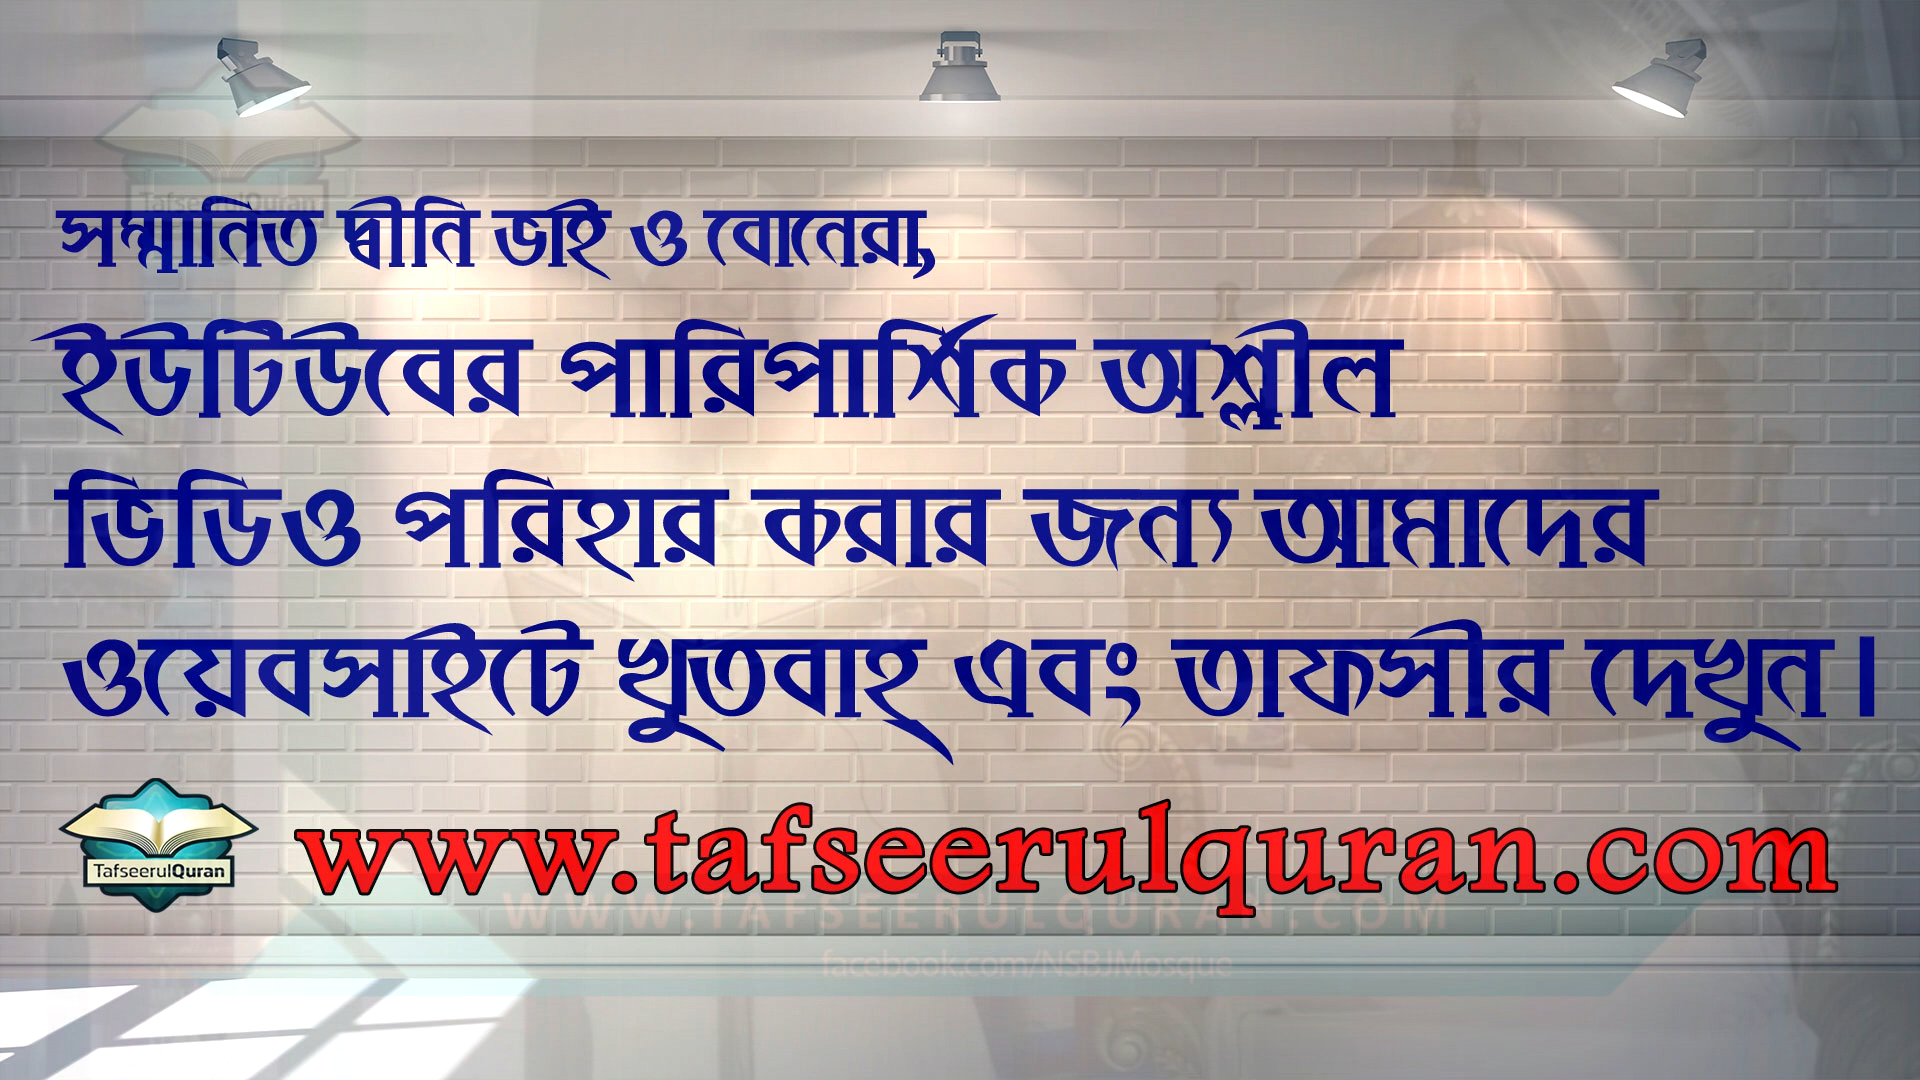 TafseerulQuran
সম্মানিত দ্বীনি ভাই ও বোনেরা,
ইউটিউবের পারিপার্শিক অশ্লীল
ভিডিও পরিহার করার জন্য আমাদের
ওয়েবসাইটে খুতবাহ্ এবং তাফসীর দেখুন।
TafseerulQuran
www.tafseerulquran.com
WWW.TAFSEERULQURAN.COM
facebook.com/NSBJMosque